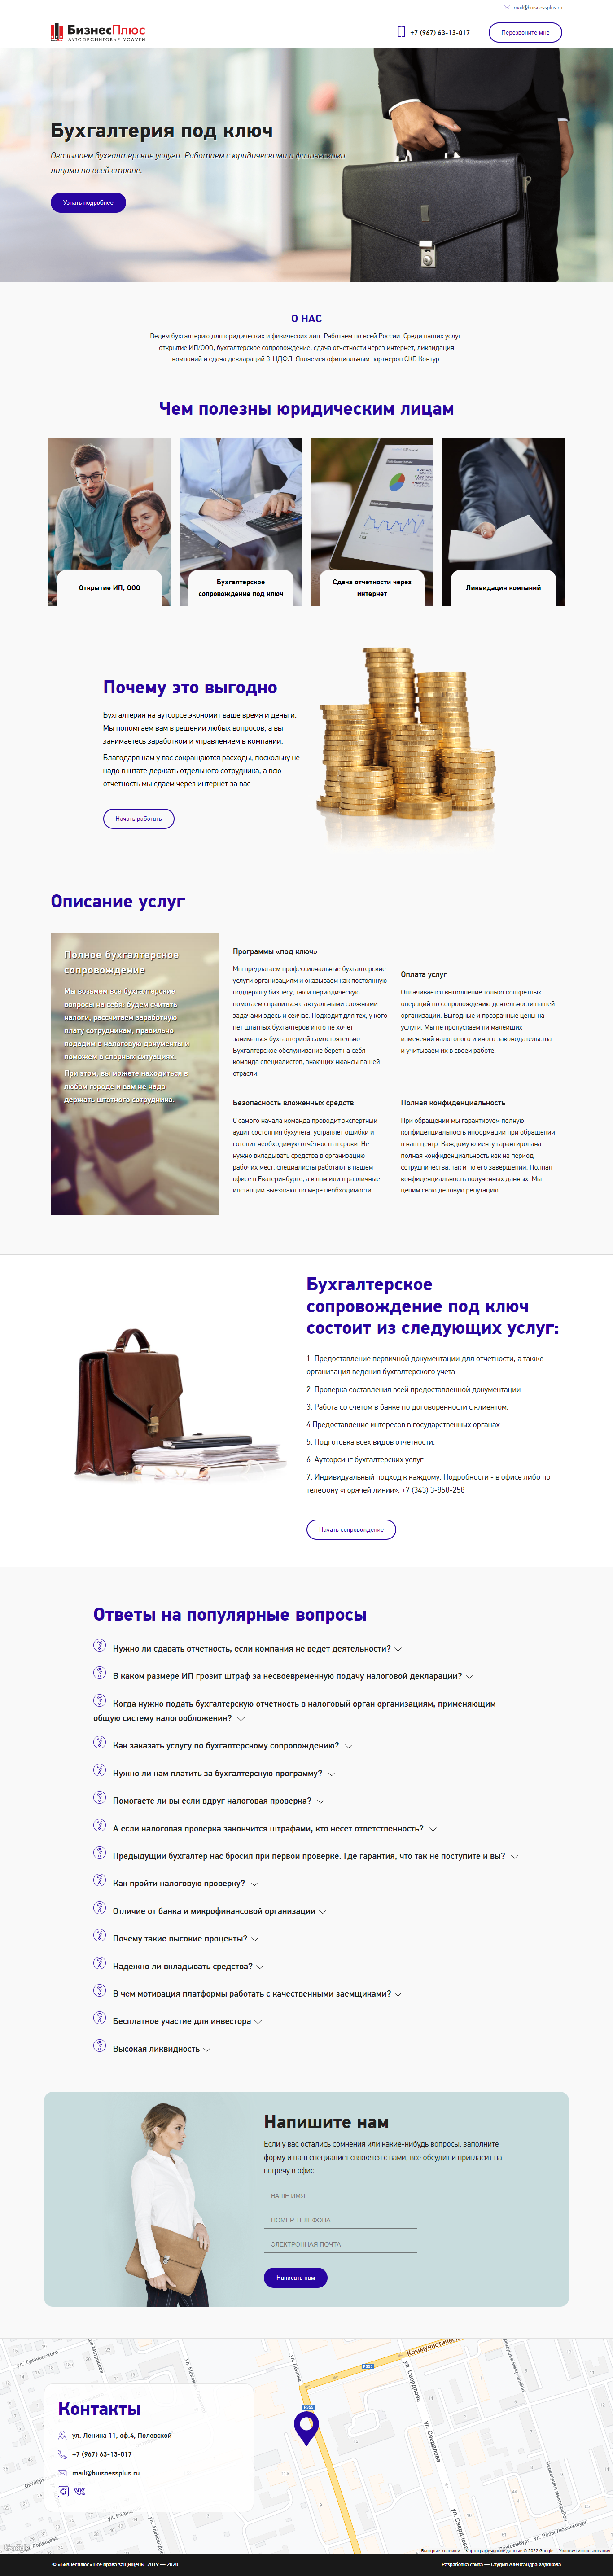 mail@buisnessplus.ru
БизнесПлюс
АУТСОРСИНГОВЫЕ УСЛУГИ
+7 (967) 63-13-017
Перезвоните мне
Бухгалтерия под ключ
Оказываем бухгалтерские услуги. Работаем с юридическими и физическими
лицами по всей стране.
Узнать подробнее
О НАС
Ведем бухгалтерию для юридических и физических лиц. Работаем по всей России. Среди наших услуг:
открытие ИП/ООО, бухгалтерское сопровождение, сдача отчетности через интернет, ликвидация
компаний и сдача деклараций 3-НДФЛ. Являемся официальным партнеров СКБ Контур.
Чем полезны юридическим лицам
Открытие ИП, ООО
Бухгалтерское
сопровождение под ключ
Сдача отчетности через
интернет
Ликвидация компаний
Почему это выгодно
Бухгалтерия на аутсорсе экономит ваше время и деньги.
Мы попомгаем вам в решении любых вопросов, а вы
занимаетесь заработком и управлением в компании.
Благодаря нам у вас сокращаются расходы, поскольку не
надо в штате держать отдельного сотрудника, а всю
отчетность мы сдаем через интернет за вас.
Начать работать
Описание услуг
Полное бухгалтерское
сопровождение
Мы возьмем все бухгалтерские
вопросы на себя: будем считать
налоги, рассчитаем заработную
плату сотрудникам, правильно
подадим в налоговую документы и
поможем в спорных ситуациях.
При этом, вы можете находиться в
любом городе и вам не надо
держать штатного сотрудника.
Программы «под ключ»
Мы предлагаем профессиональные бухгалтерские
услуги организациям и оказываем как постоянную
поддержку бизнесу, так и периодическую:
помогаем справиться с актуальными сложными
задачами здесь и сейчас. Подходит для тех, у кого
нет штатных бухгалтеров и кто не хочет
заниматься бухгалтерией самостоятельно.
Бухгалтерское обслуживание берет на себя
команда специалистов, знающих нюансы вашей
отрасли.
Оплата услуг
Оплачивается выполнение только конкретных
операций по сопровождению деятельности вашей
организации. Выгодные и прозрачные цены на
услуги. Мы не пропускаем ни малейших
изменений налогового и иного законодательства
и учитываем их в своей работе.
Безопасность вложенных средств
С самого начала команда проводит экспертный
аудит состояния бухучёта, устраняет ошибки и
готовит необходимую отчётность в сроки. Не
нужно вкладывать средства в организацию
рабочих мест, специалисты работают в нашем
офисе в Екатеринбурге, а к вам или в различные
инстанции выезжают по мере необходимости.
Полная конфиденциальность
При обращении мы гарантируем полную
конфиденциальность информации при обращении
в наш центр. Каждому клиенту гарантирована
полная конфиденциальность как на период
сотрудничества, так и по его завершении. Полная
конфиденциальность полученных данных. Мы
ценим свою деловую репутацию.
Бухгалтерское
сопровождение под ключ
состоит из следующих услуг:
1. Предоставление первичной документации для отчетности, а также
организация ведения бухгалтерского учета.
2. Проверка составления всей предоставленной документации.
3. Работа со счетом в банке по договоренности с клиентом.
4 Предоставление интересов в государственных органах.
5. Подготовка всех видов отчетности.
6. Аутсорсинг бухгалтерских услуг.
7. Индивидуальный подход к каждому. Подробности - в офисе либо по
телефону «горячей линии»: +7 (343) 3-858-258
Начать сопровождение
Ответы на популярные вопросы
Нужно ли сдавать отчетность, если компания не ведет деятельности?
В каком размере ИП грозит штраф за несвоевременную подачу налоговой декларации?
Когда нужно подать бухгалтерскую отчетность в налоговый орган организациям, применяющим
общую систему налогообложения?
Как заказать услугу по бухгалтерскому сопровождению?
Нужно ли нам платить за бухгалтерскую программу?
Помогаете ли вы если вдруг налоговая проверка?
А если налоговая проверка закончится штрафами, кто несет ответственность?
Предыдущий бухгалтер нас бросил при первой проверке. Где гарантия, что так не поступите и вы?
Как пройти налоговую проверку?
Отличие от банка и микрофинансовой организации
Почему такие высокие проценты?
Надежно ли вкладывать средства?
В чем мотивация платформы работать с качественными заемщиками?
Бесплатное участие для инвестора
Высокая ликвидность
Напишите нам
Если у вас остались сомнения или какие-нибудь вопросы, заполните
форму и наш специалист свяжется с вами, все обсудит и пригласит на
встречу в офис
ВАШЕ ИМЯ
НОМЕР ТЕЛЕФОНА
ЭЛЕКТРОННАЯ ПОЧТА
Написать нам
Контакты
ул. Ленина 11, оф.4, Полевской
+7 (967) 63-13-017
mail@buisnessplus.ru
ул. Тухачевского
ул. Ленина
ул. Свердлова
ул. Свердлова
ул. Свердлова
ул. Розы Люксембург
Быстрые клавиши
Картографические данные © 2022 Google
Условия использования
© «Бизнесплюс» Все права защищены. 2019 — 2020
Разработка сайта — Студия Александра Худякова